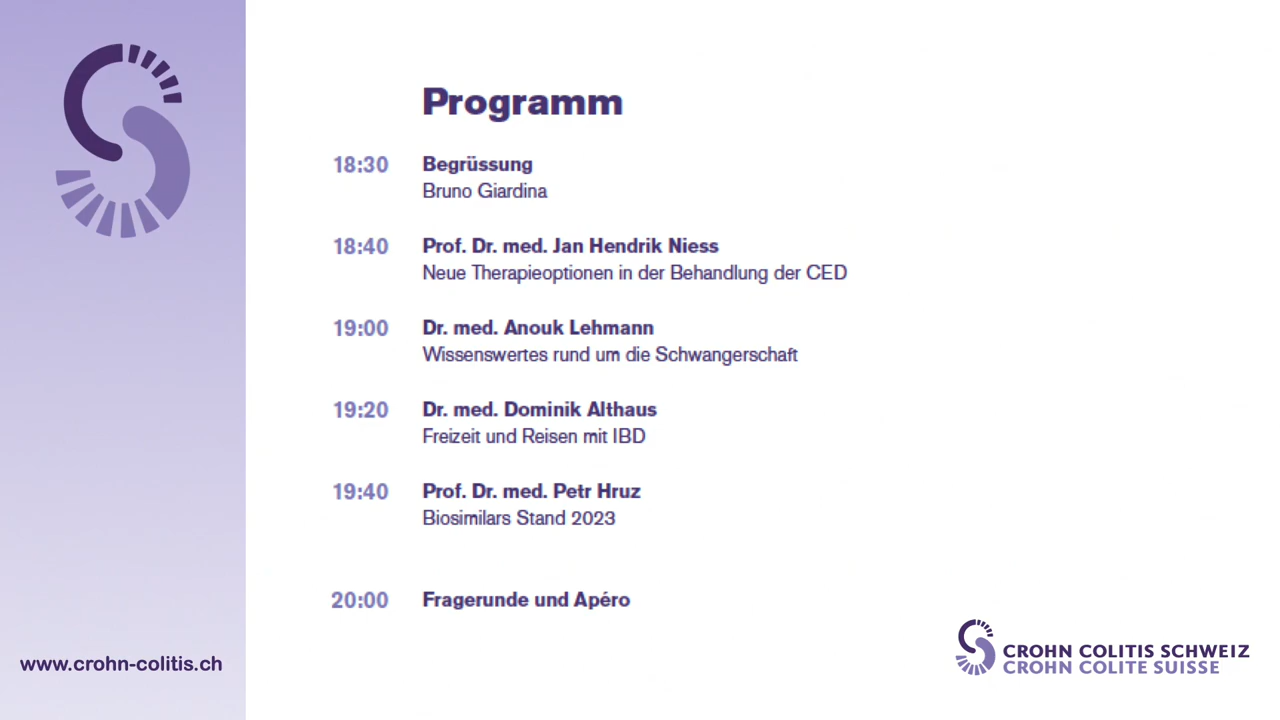 Programm
18:30 Begrüssung
Bruno Giardina
18:40 Prof. Dr. med. Jan Hendrik Niess
Neue Therapieoptionen in der Behandlung der CED
19:00 Dr. med. Anouk Lehmann
Wissenswertes rund um die Schwangerschaft
19:20 Dr. med. Dominik Althaus
Freizeit und Reisen mit IBD
19:40 Prof. Dr. med. Petr Hruz
Biosimilars Stand 2023
20:00 Fragerunde und Apéro
www.crohn-colitis.ch
CROHN COLITIS SCHWEIZ
CROHN COLITE SUISSE